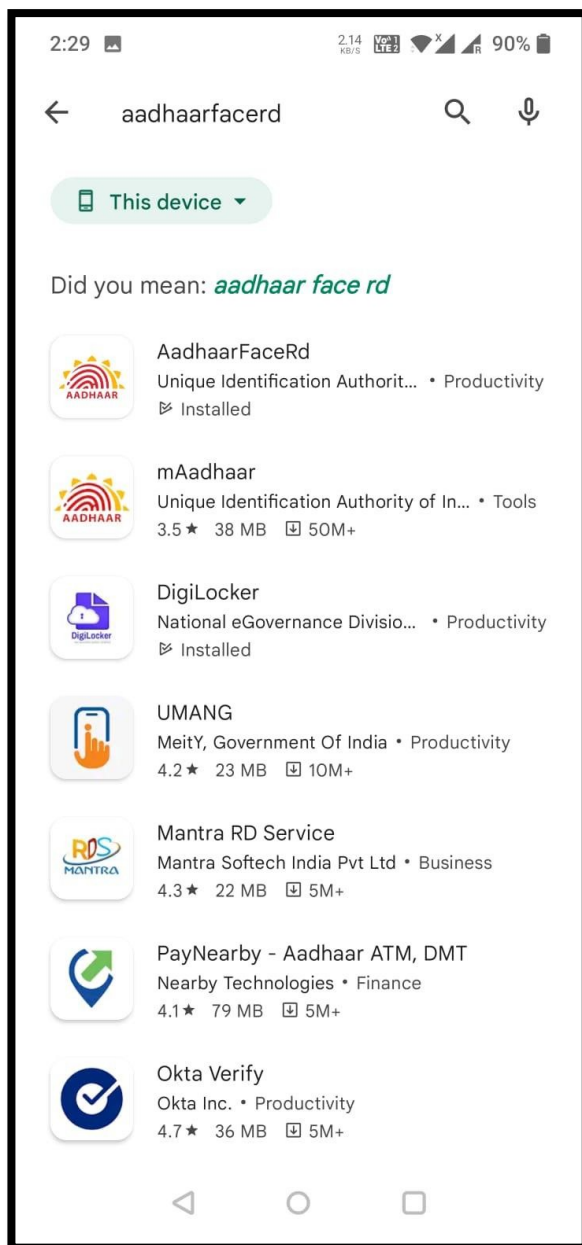 2:29 2.14 KB/S Vo 1 LTE 2 X R 90%
aadhaarfacerd
This device
Did you mean: aadhaar face rd
AADHAAR
AadhaarFaceRd
Unique Identification Authorit... • Productivity
Installed
AADHAAR
mAadhaar
Unique Identification Authority of In... • Tools
3.5★ 38 MB 50M+
DigiLocker
DigiLocker
National eGovernance Divisio... • Productivity
Installed
UMANG
MeitY, Government Of India • Productivity
4.2★ 23 MB 10M+
RDS
MANTRA
Mantra RD Service
Mantra Softech India Pvt Ltd • Business
4.3★ 22 MB 5M+
PayNearby - Aadhaar ATM, DMT
Nearby Technologies • Finance
4.1★ 79 MB 5M+
Okta Verify
Okta Inc. • Productivity
4.7★ 36 MB 5M+